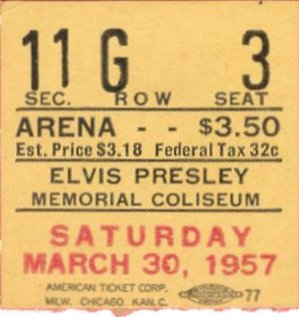 11 G 3
SEC. ROW SEAT
ARENA - - $3.50
Est. Price $3.18 Federal Tax 32c
ELVIS PRESLEY
MEMORIAL COLISEUM
SATURDAY
MARCH 30, 1957
AMERICAN TICKET CORP.
MILW. CHICAGO KAN. C. 77